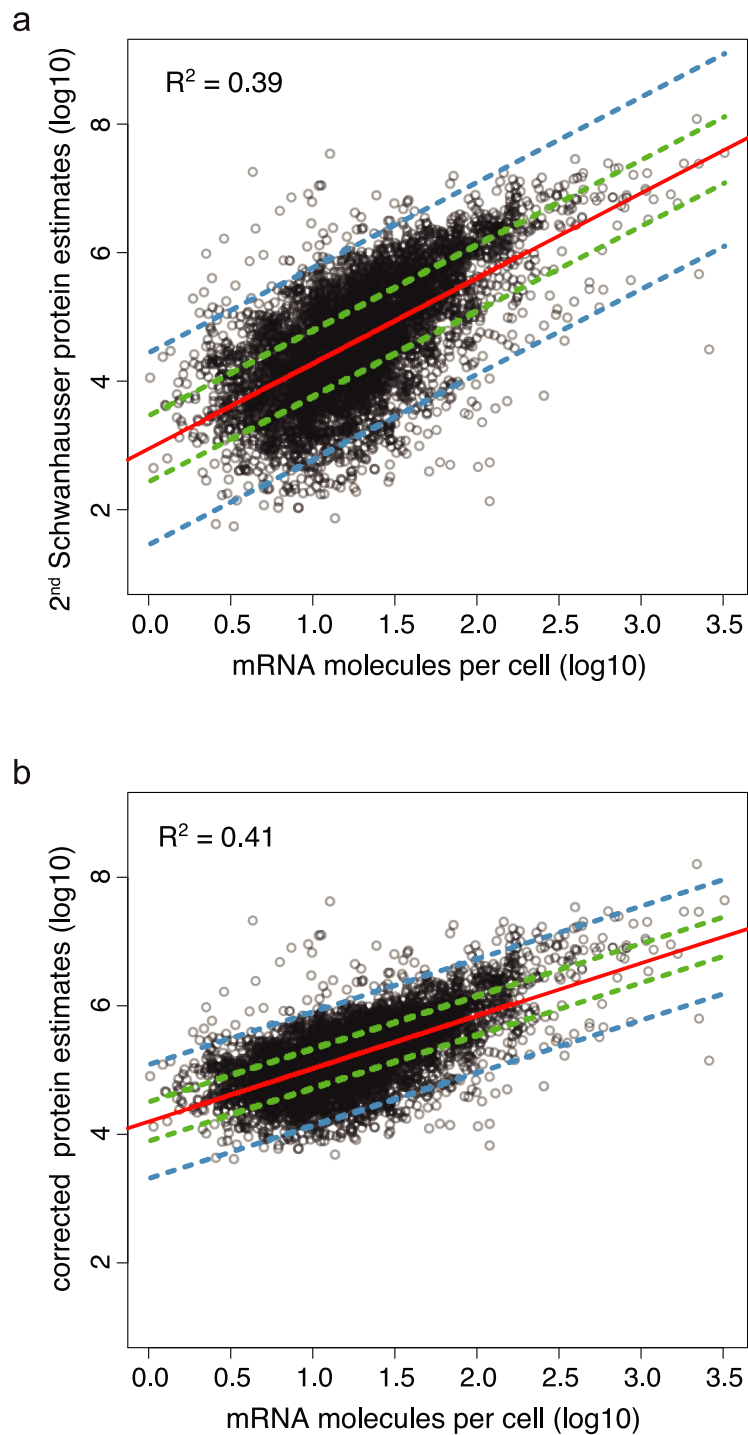 a
R² = 0.39
2ⁿᵈ Schwanhausser protein estimates (log10)
8
6
4
2
0.0 0.5 1.0 1.5 2.0 2.5 3.0 3.5
mRNA molecules per cell (log10)
b
R² = 0.41
corrected protein estimates (log10)
8
6
4
2
0.0 0.5 1.0 1.5 2.0 2.5 3.0 3.5
mRNA molecules per cell (log10)